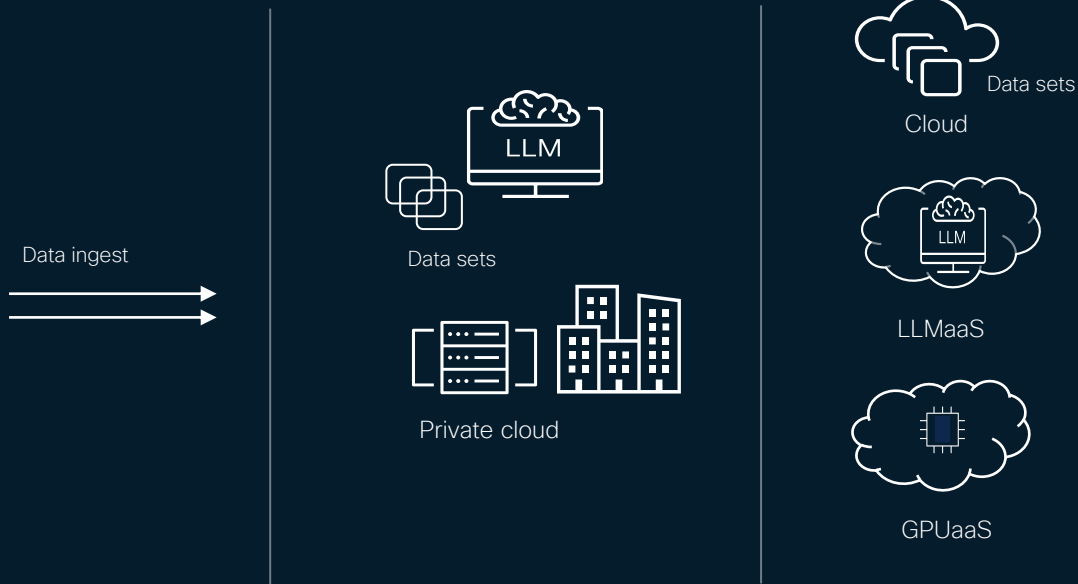 Data ingest
LLM
Data sets
Private cloud
Data sets
Cloud
LLM
LLMaaS
GPUaaS